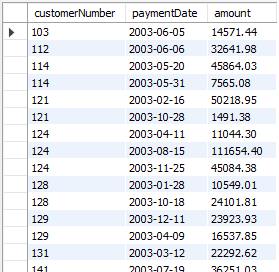 customerNumber paymentDate amount
103 2003-06-05 14571.44
112 2003-06-06 32641.98
114 2003-05-20 45864.03
114 2003-05-31 7565.08
121 2003-02-16 50218.95
121 2003-10-28 1491.38
124 2003-04-11 11044.30
124 2003-08-15 111654.40
124 2003-11-25 45084.38
128 2003-01-28 10549.01
128 2003-10-18 24101.81
129 2003-12-11 23923.93
129 2003-04-09 16537.85
131 2003-03-12 22292.62
141 2003-07-19 36251.03